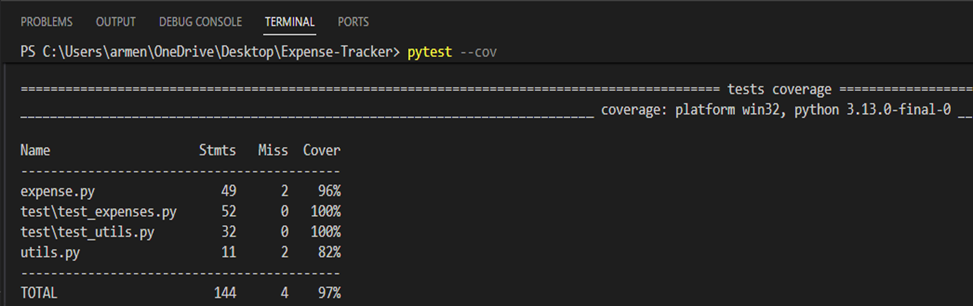 PROBLEMS OUTPUT DEBUG CONSOLE TERMINAL PORTS
PS C:\Users\armen\OneDrive\Desktop\Expense-Tracker> pytest --cov
============================================================================================== tests coverage ==================
_____________________________________________________________________________ coverage: platform win32, python 3.13.0-final-0 __
Name Stmts Miss Cover
-------------------------------------------
expense.py 49 2 96%
test\test_expenses.py 52 0 100%
test\test_utils.py 32 0 100%
utils.py 11 2 82%
-------------------------------------------
TOTAL 144 4 97%